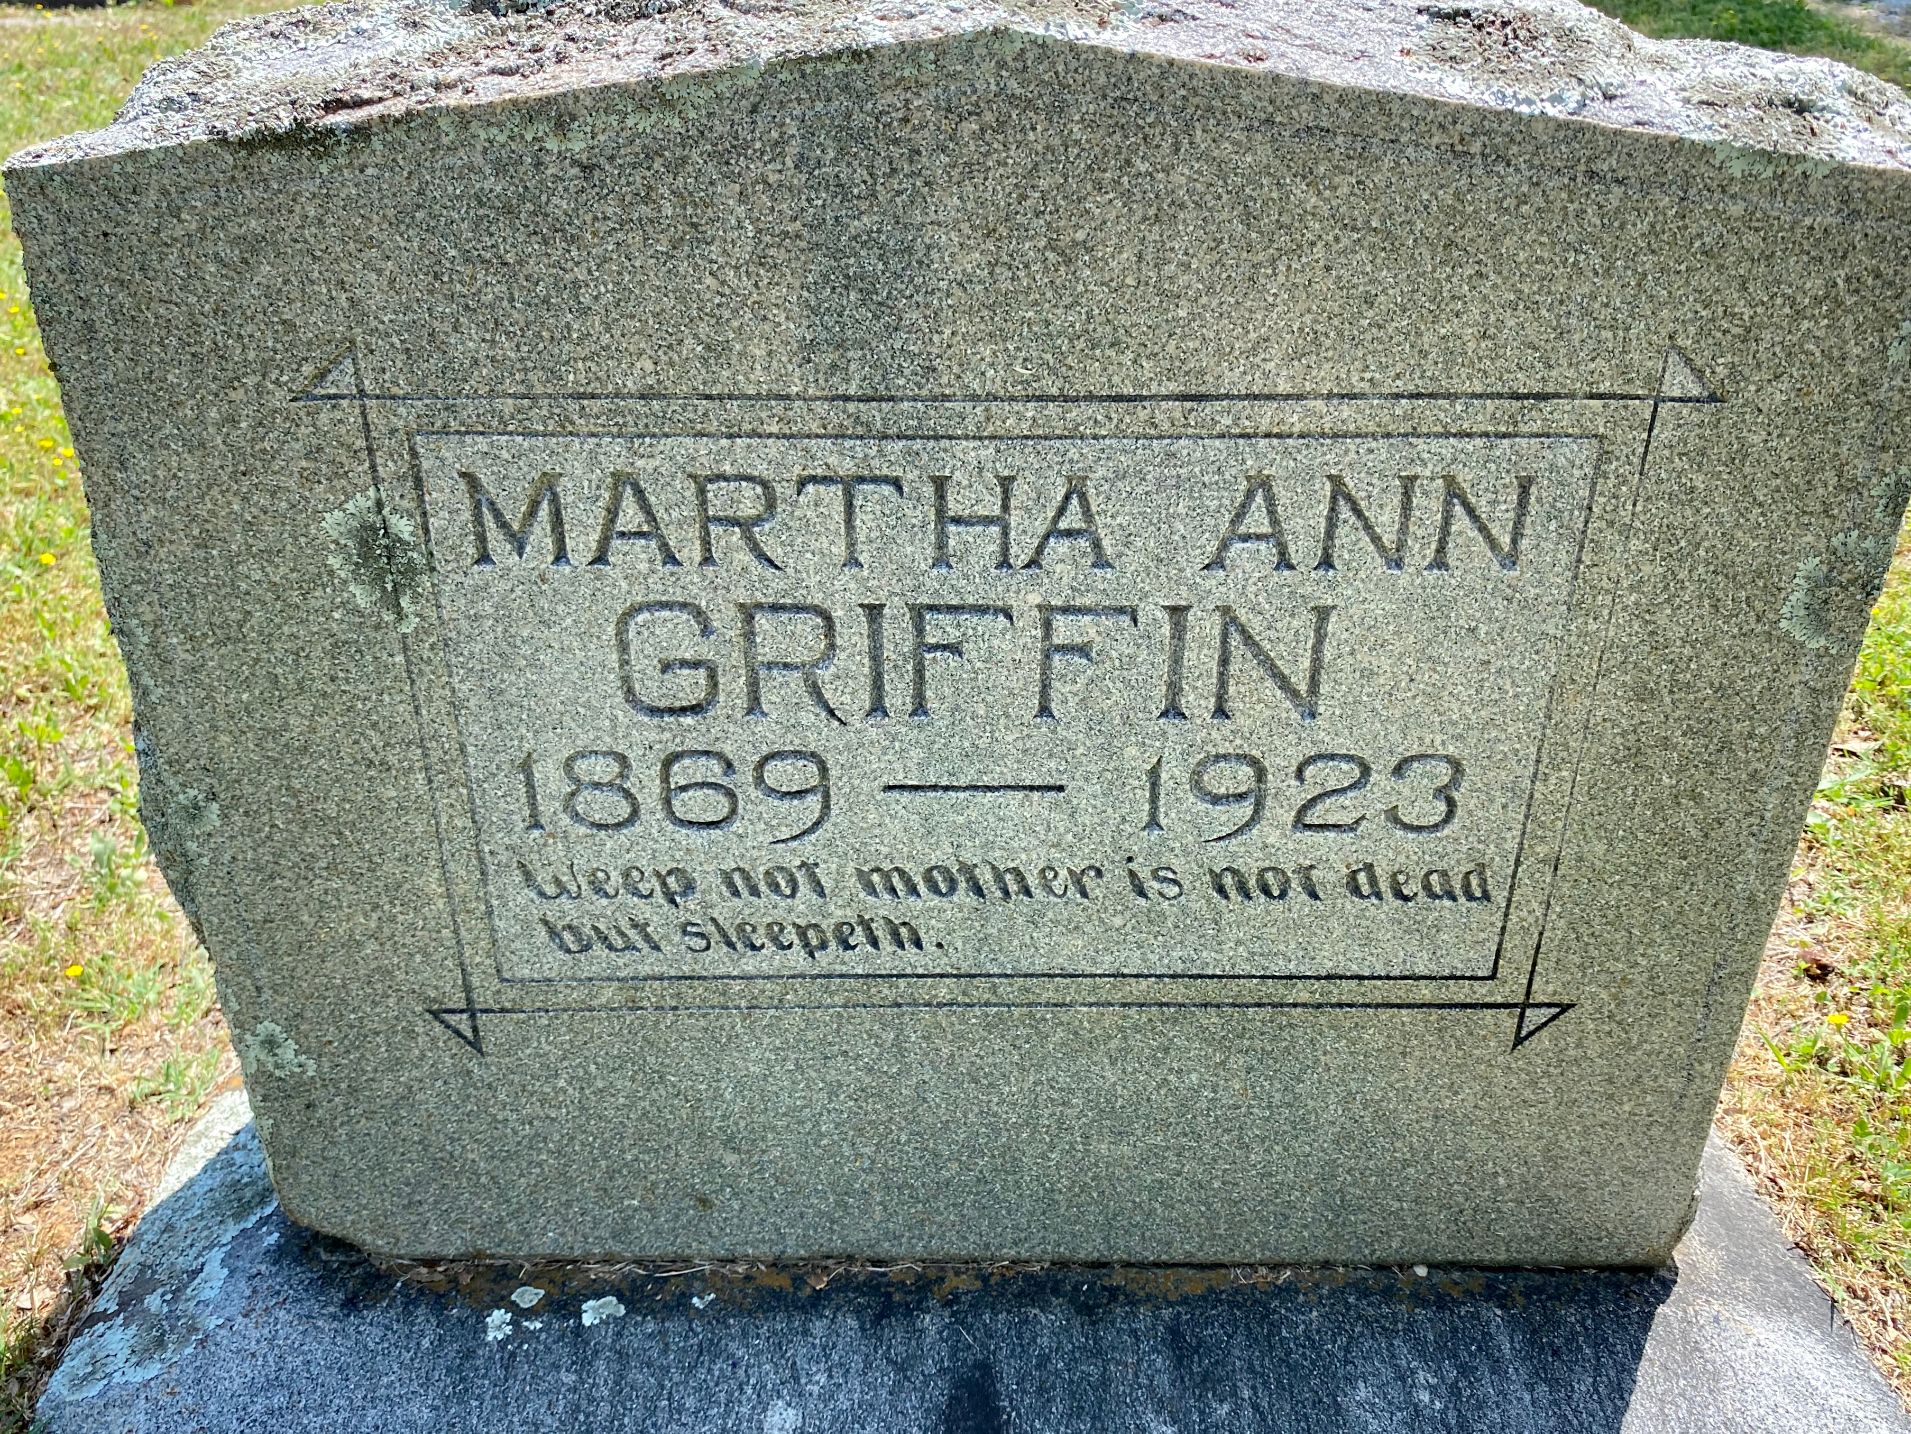 MARTHA ANN
GRIFFIN
1869 — 1923
Weep not mother is not dead
but sleepeth.